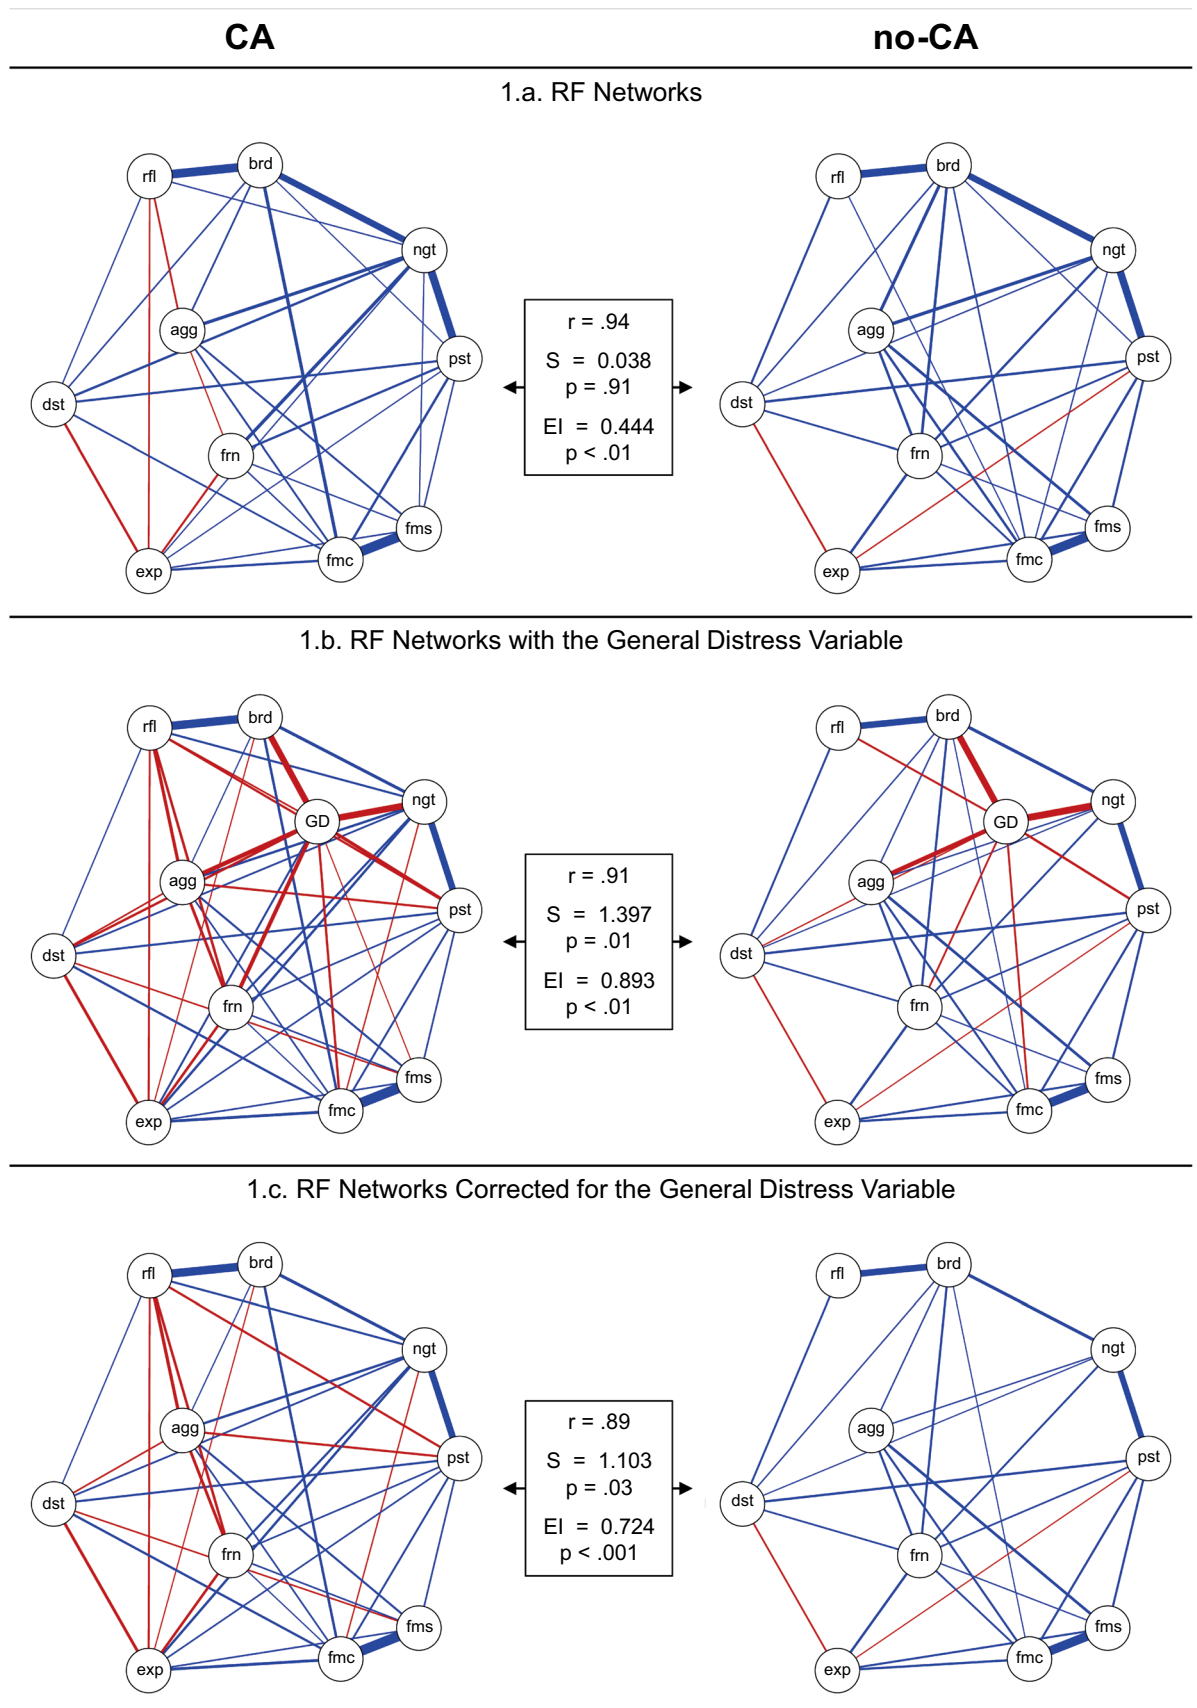 CA no-CA
1.a. RF Networks
rfl brd ngt agg pst dst frn fms fmc exp
r = .94
S = 0.038
p = .91
EI = 0.444
p < .01
rfl brd ngt agg pst dst frn fms fmc exp
1.b. RF Networks with the General Distress Variable
rfl brd ngt GD agg pst dst frn fms fmc exp
r = .91
S = 1.397
p = .01
EI = 0.893
p < .01
rfl brd ngt GD agg pst dst frn fms fmc exp
1.c. RF Networks Corrected for the General Distress Variable
rfl brd ngt agg pst dst frn fms fmc exp
r = .89
S = 1.103
p = .03
EI = 0.724
p < .001
rfl brd ngt agg pst dst frn fms fmc exp